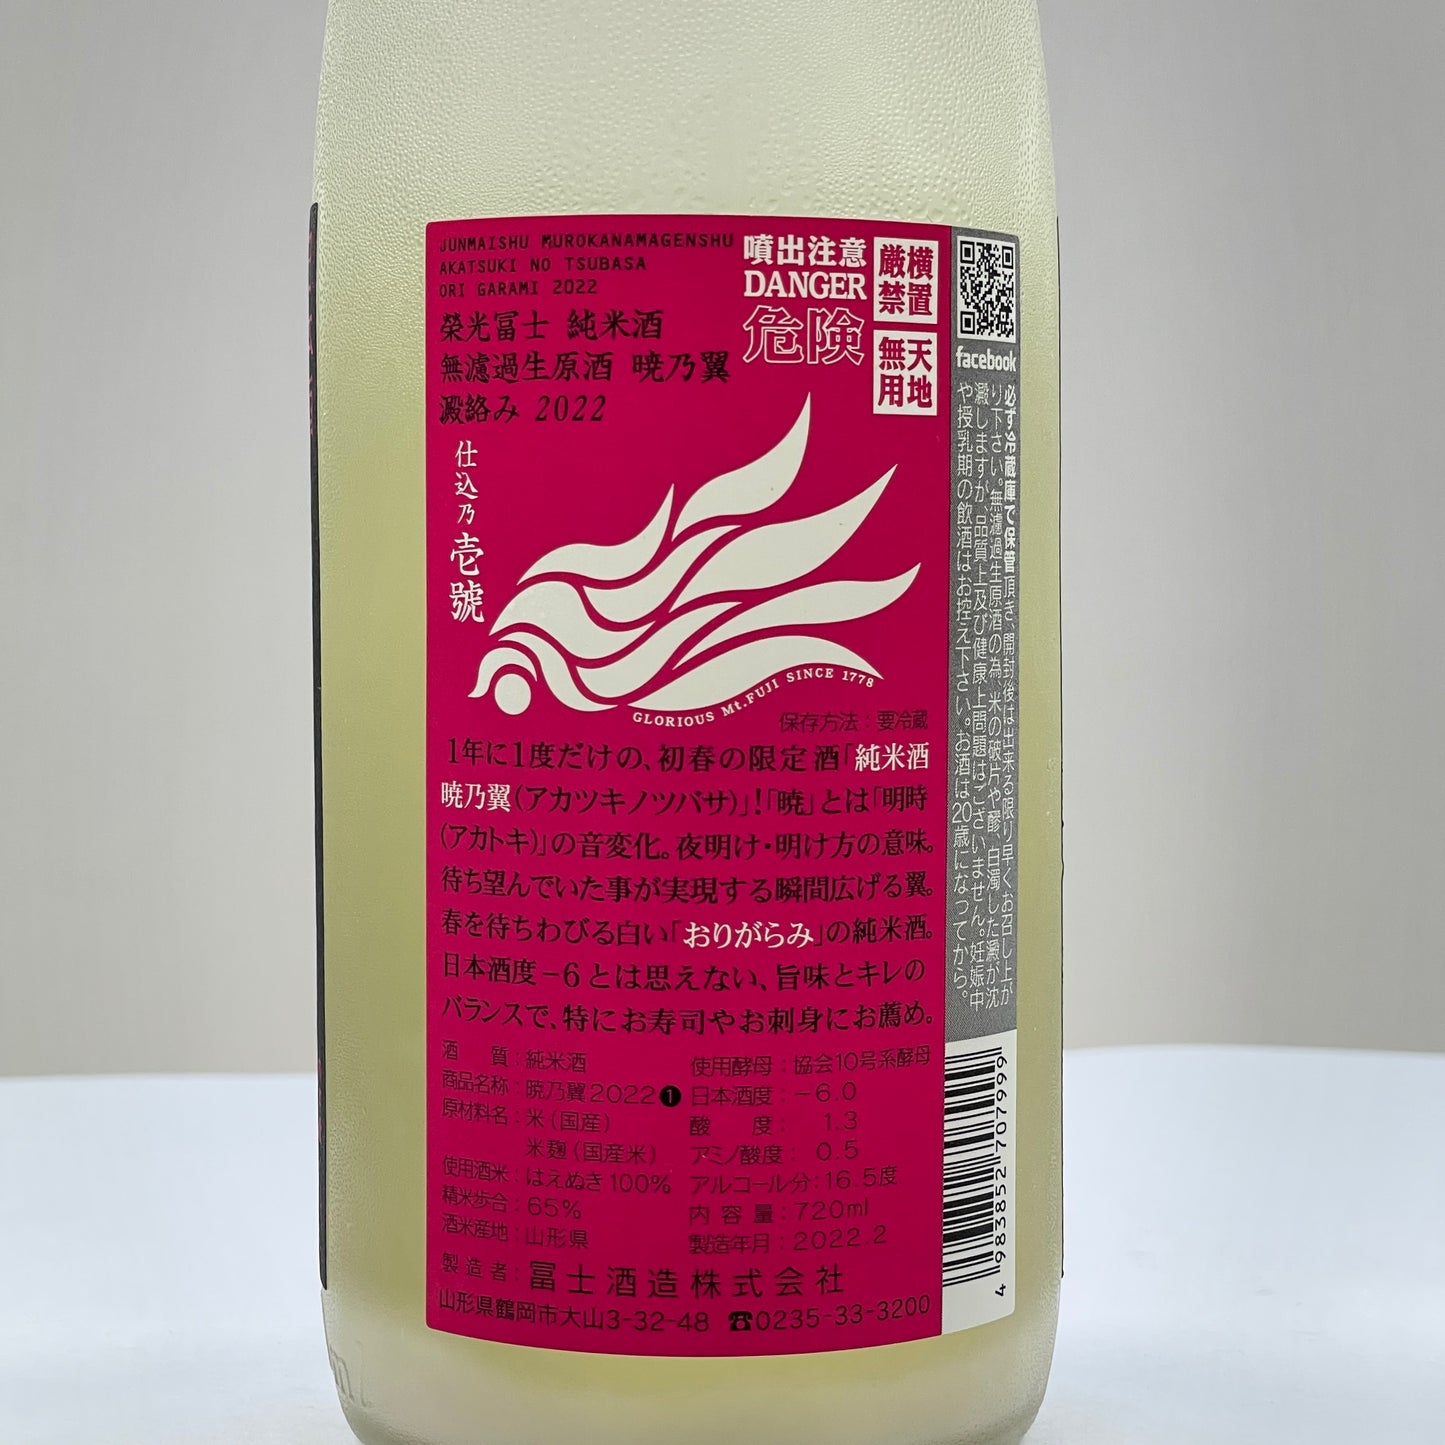 JUNMAISHU MUROKANAMAGENSHU
AKATSUKI NO TSUBASA
ORI GARAMI 2022
榮光冨士 純米酒
無濾過生原酒 暁乃翼
澱絡み 2022
噴出注意
DANGER
危険
横置
厳禁
天地
無用
仕込乃壱號
GLORIOUS Mt.FUJI SINCE 1778
保存方法：要冷蔵
1年に1度だけの、初春の限定酒「純米酒
暁乃翼(アカツキノツバサ)」!「暁」とは「明時
(アカトキ)」の音変化。夜明け・明け方の意味。
待ち望んでいた事が実現する瞬間広げる翼。
春を待ちわびる白い「おりがらみ」の純米酒。
日本酒度−6とは思えない、旨味とキレの
バランスで、特にお寿司やお刺身にお薦め。
酒質：純米酒
商品名称：暁乃翼2022❶
原材料名：米(国産)
米麹(国産米)
使用酒米：はえぬき100%
精米歩合：65%
酒米産地：山形県
使用酵母：協会10号系酵母
日本酒度：−6.0
酸度：1.3
アミノ酸度：0.5
アルコール分：16.5度
内容量：720ml
製造年月：2022.2
製造者：冨士酒造株式会社
山形県鶴岡市大山3-32-48 ☎0235-33-3200
facebook
必ず冷蔵庫で保管頂き、開封後は出来る限り早くお召し上が
り下さい。無濾過生原酒の為、米の破片や醪、白濁した澱が沈
澱しますが、品質上及び健康上問題はございません。妊娠中
や授乳期の飲酒はお控え下さい。お酒は20歳になってから。
4 983852 707999